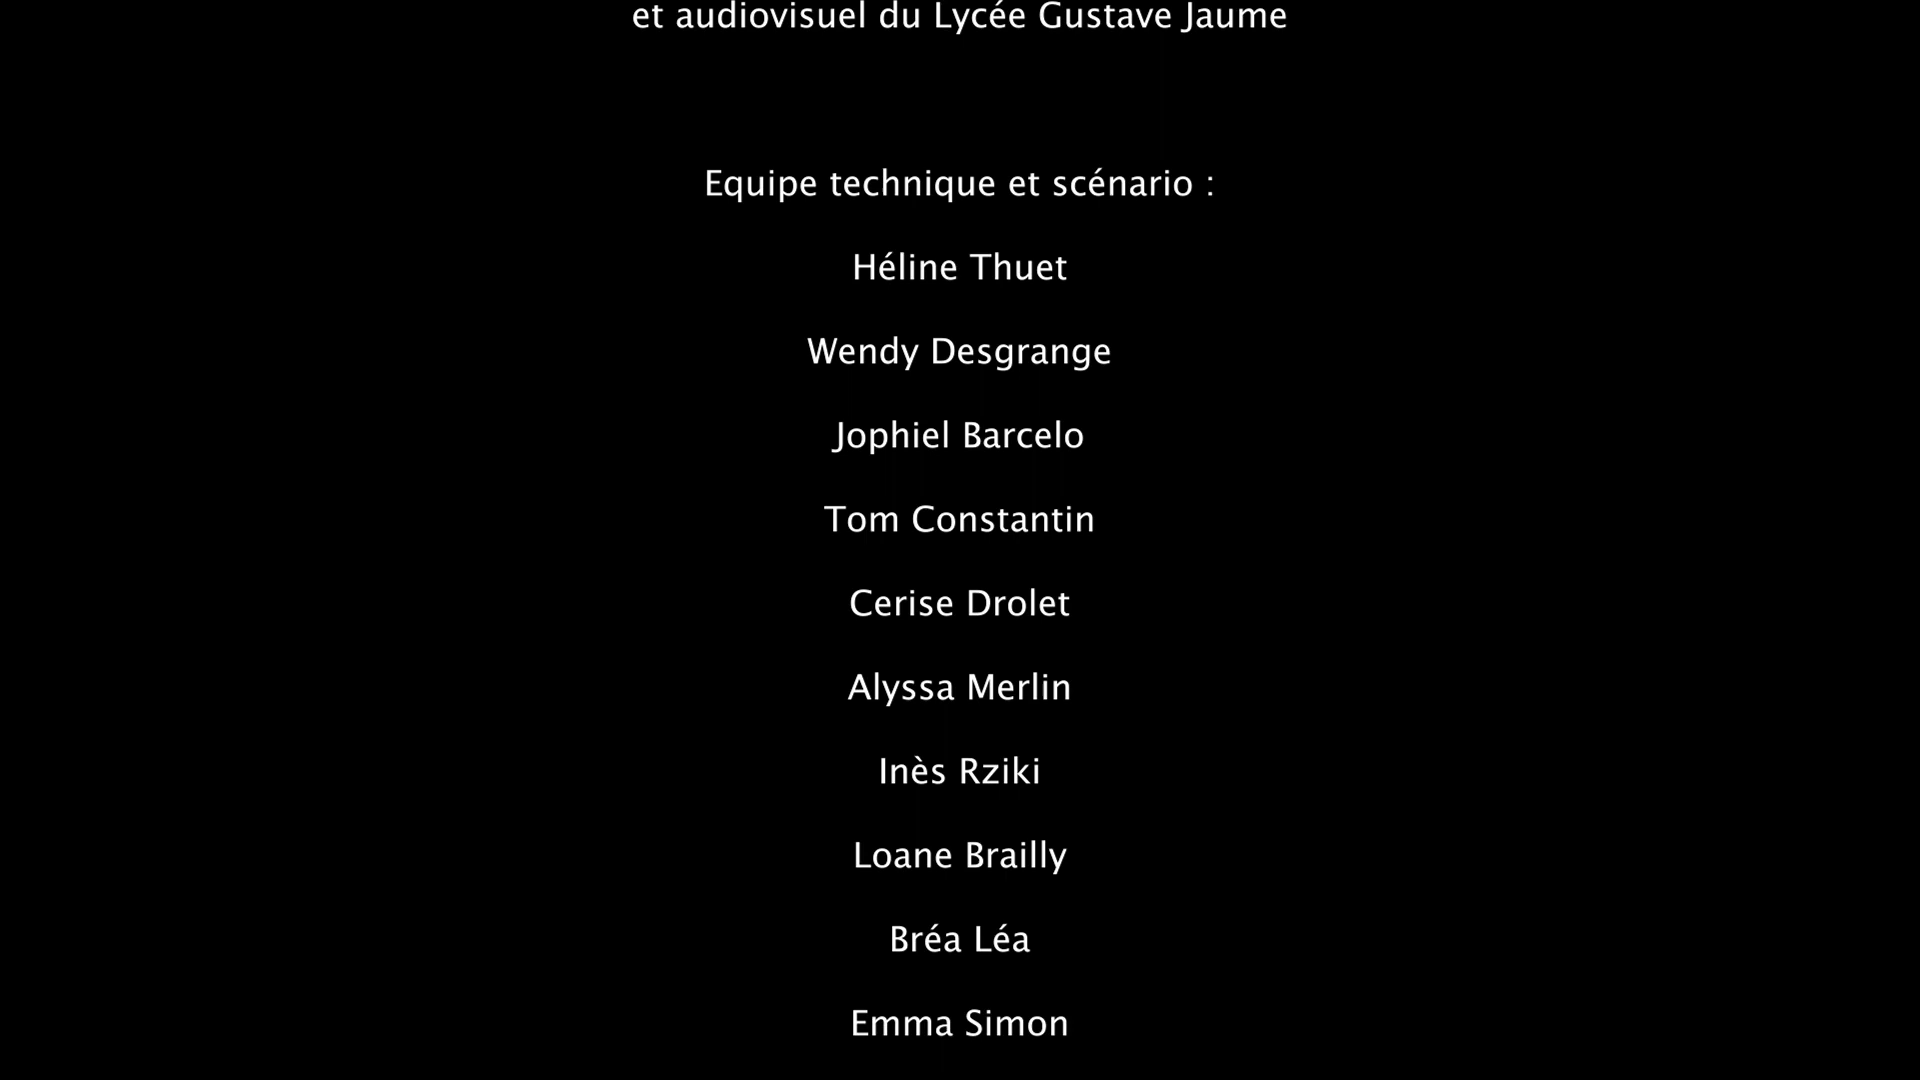 et audiovisuel du Lycée Gustave Jaume
Equipe technique et scénario :
Héline Thuet
Wendy Desgrange
Jophiel Barcelo
Tom Constantin
Cerise Drolet
Alyssa Merlin
Inès Rziki
Loane Brailly
Bréa Léa
Emma Simon